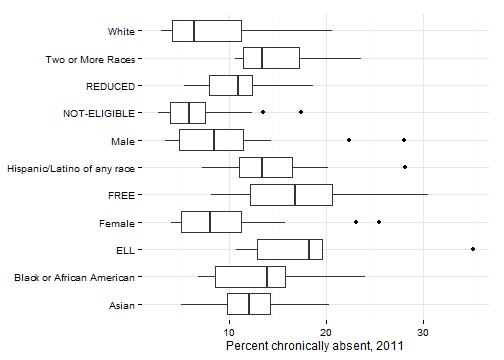 White
Two or More Races
REDUCED
NOT-ELIGIBLE
Male
Hispanic/Latino of any race
FREE
Female
ELL
Black or African American
Asian
10 20 30
Percent chronically absent, 2011